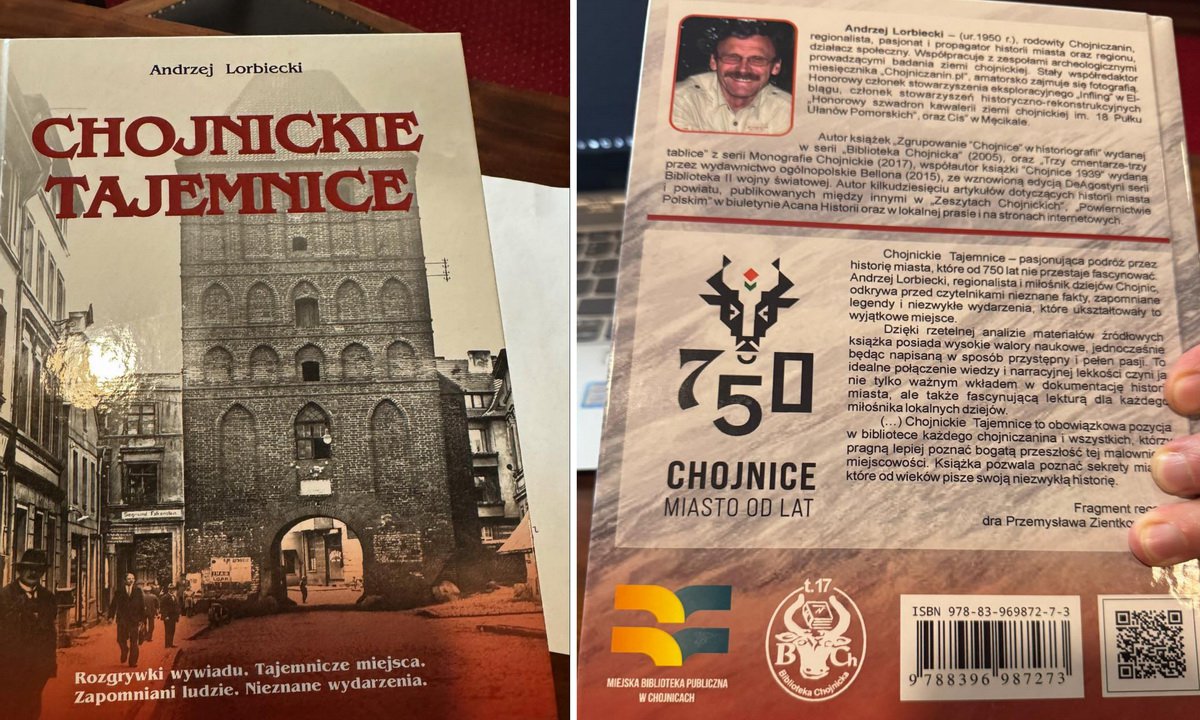 Andrzej Lorbiecki
CHOJNICKIE
TAJEMNICE
Siegmund Falkenstein
Rozgrywki wywiadu. Tajemnicze miejsca.
Zapomniani ludzie. Nieznane wydarzenia.
Andrzej Lorbiecki – (ur.1950 r.), rodowity Chojniczanin,
regionalista, pasjonat i propagator historii miasta oraz regionu,
działacz społeczny. Współpracuje z zespołami archeologicznymi
prowadzącymi badania ziemi chojnickiej. Stały współredaktor
miesięcznika „Chojniczanin.pl”, amatorsko zajmuje się fotografią.
Honorowy członek stowarzyszenia eksploracyjnego „Infling” w El-
blągu, członek stowarzyszeń historyczno-rekonstrukcyjnych
„Honorowy szwadron kawalerii ziemi chojnickiej im. 18 Pułku
Ułanów Pomorskich”, oraz Cis” w Męcikale.
Autor książek „Zgrupowanie "Chojnice" w historiografii” wydanej
w serii „Biblioteka Chojnicka” (2005), oraz „Trzy cmentarze-trzy
tablice” z serii Monografie Chojnickie (2017), współautor książki "Chojnice 1939" wydaną
przez wydawnictwo ogólnopolskie Bellona (2015), ze wznowioną edycją DeAgostyni serii
Biblioteka II wojny światowej. Autor kilkudziesięciu artykułów dotyczących historii miasta
i powiatu, publikowanych między innymi w „Zeszytach Chojnickich”, „Powiernictwie
Polskim” w biuletynie Acana Historii oraz w lokalnej prasie i na stronach internetowych.
Chojnickie Tajemnice – pasjonująca podróż przez
historię miasta, które od 750 lat nie przestaje fascynować.
Andrzej Lorbiecki, regionalista i miłośnik dziejów Chojnic,
odkrywa przed czytelnikami nieznane fakty, zapomniane
legendy i niezwykłe wydarzenia, które ukształtowały to
wyjątkowe miejsce.
Dzięki rzetelnej analizie materiałów źródłowych
książka posiada wysokie walory naukowe, jednocześnie
będąc napisaną w sposób przystępny i pełen pasji. To
idealne połączenie wiedzy i narracyjnej lekkości czyni ją
nie tylko ważnym wkładem w dokumentację histori
miasta, ale także fascynującą lekturą dla każdego
miłośnika lokalnych dziejów.
(...) Chojnickie Tajemnice to obowiązkowa pozycja
w bibliotece każdego chojniczanina i wszystkich, którzy
pragną lepiej poznać bogatą przeszłość tej malownic
miejscowości. Książka pozwala poznać sekrety mia
które od wieków pisze swoją niezwykłą historię.
Fragment rece
dra Przemysława Zientko
750
CHOJNICE
MIASTO OD LAT
MIEJSKA BIBLIOTEKA PUBLICZNA
W CHOJNICACH
t.17
B Ch
Biblioteka Chojnicka
ISBN 978-83-969872-7-3
9 788396 987273